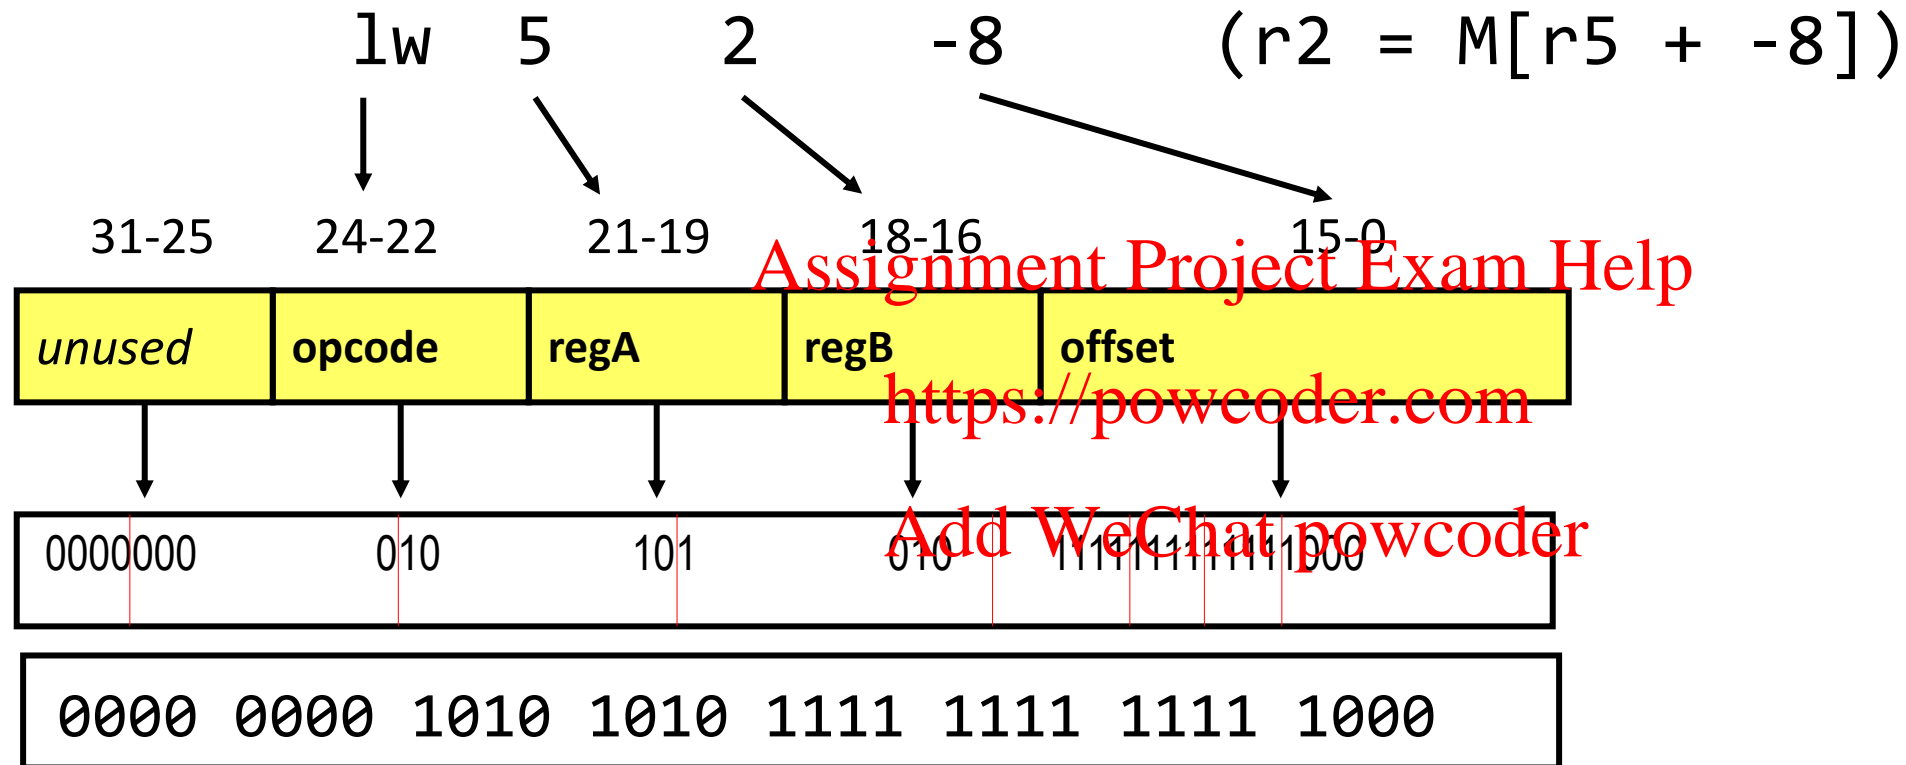 lw 5 2 -8 (r2 = M[r5 + -8])
31-25 24-22 21-19 18-16 15-0
Assignment Project Exam Help
unused opcode regA regB offset
https://powcoder.com
Add WeChat powcoder
0000000 010 101 010 1111111111111000
0000 0000 1010 1010 1111 1111 1111 1000